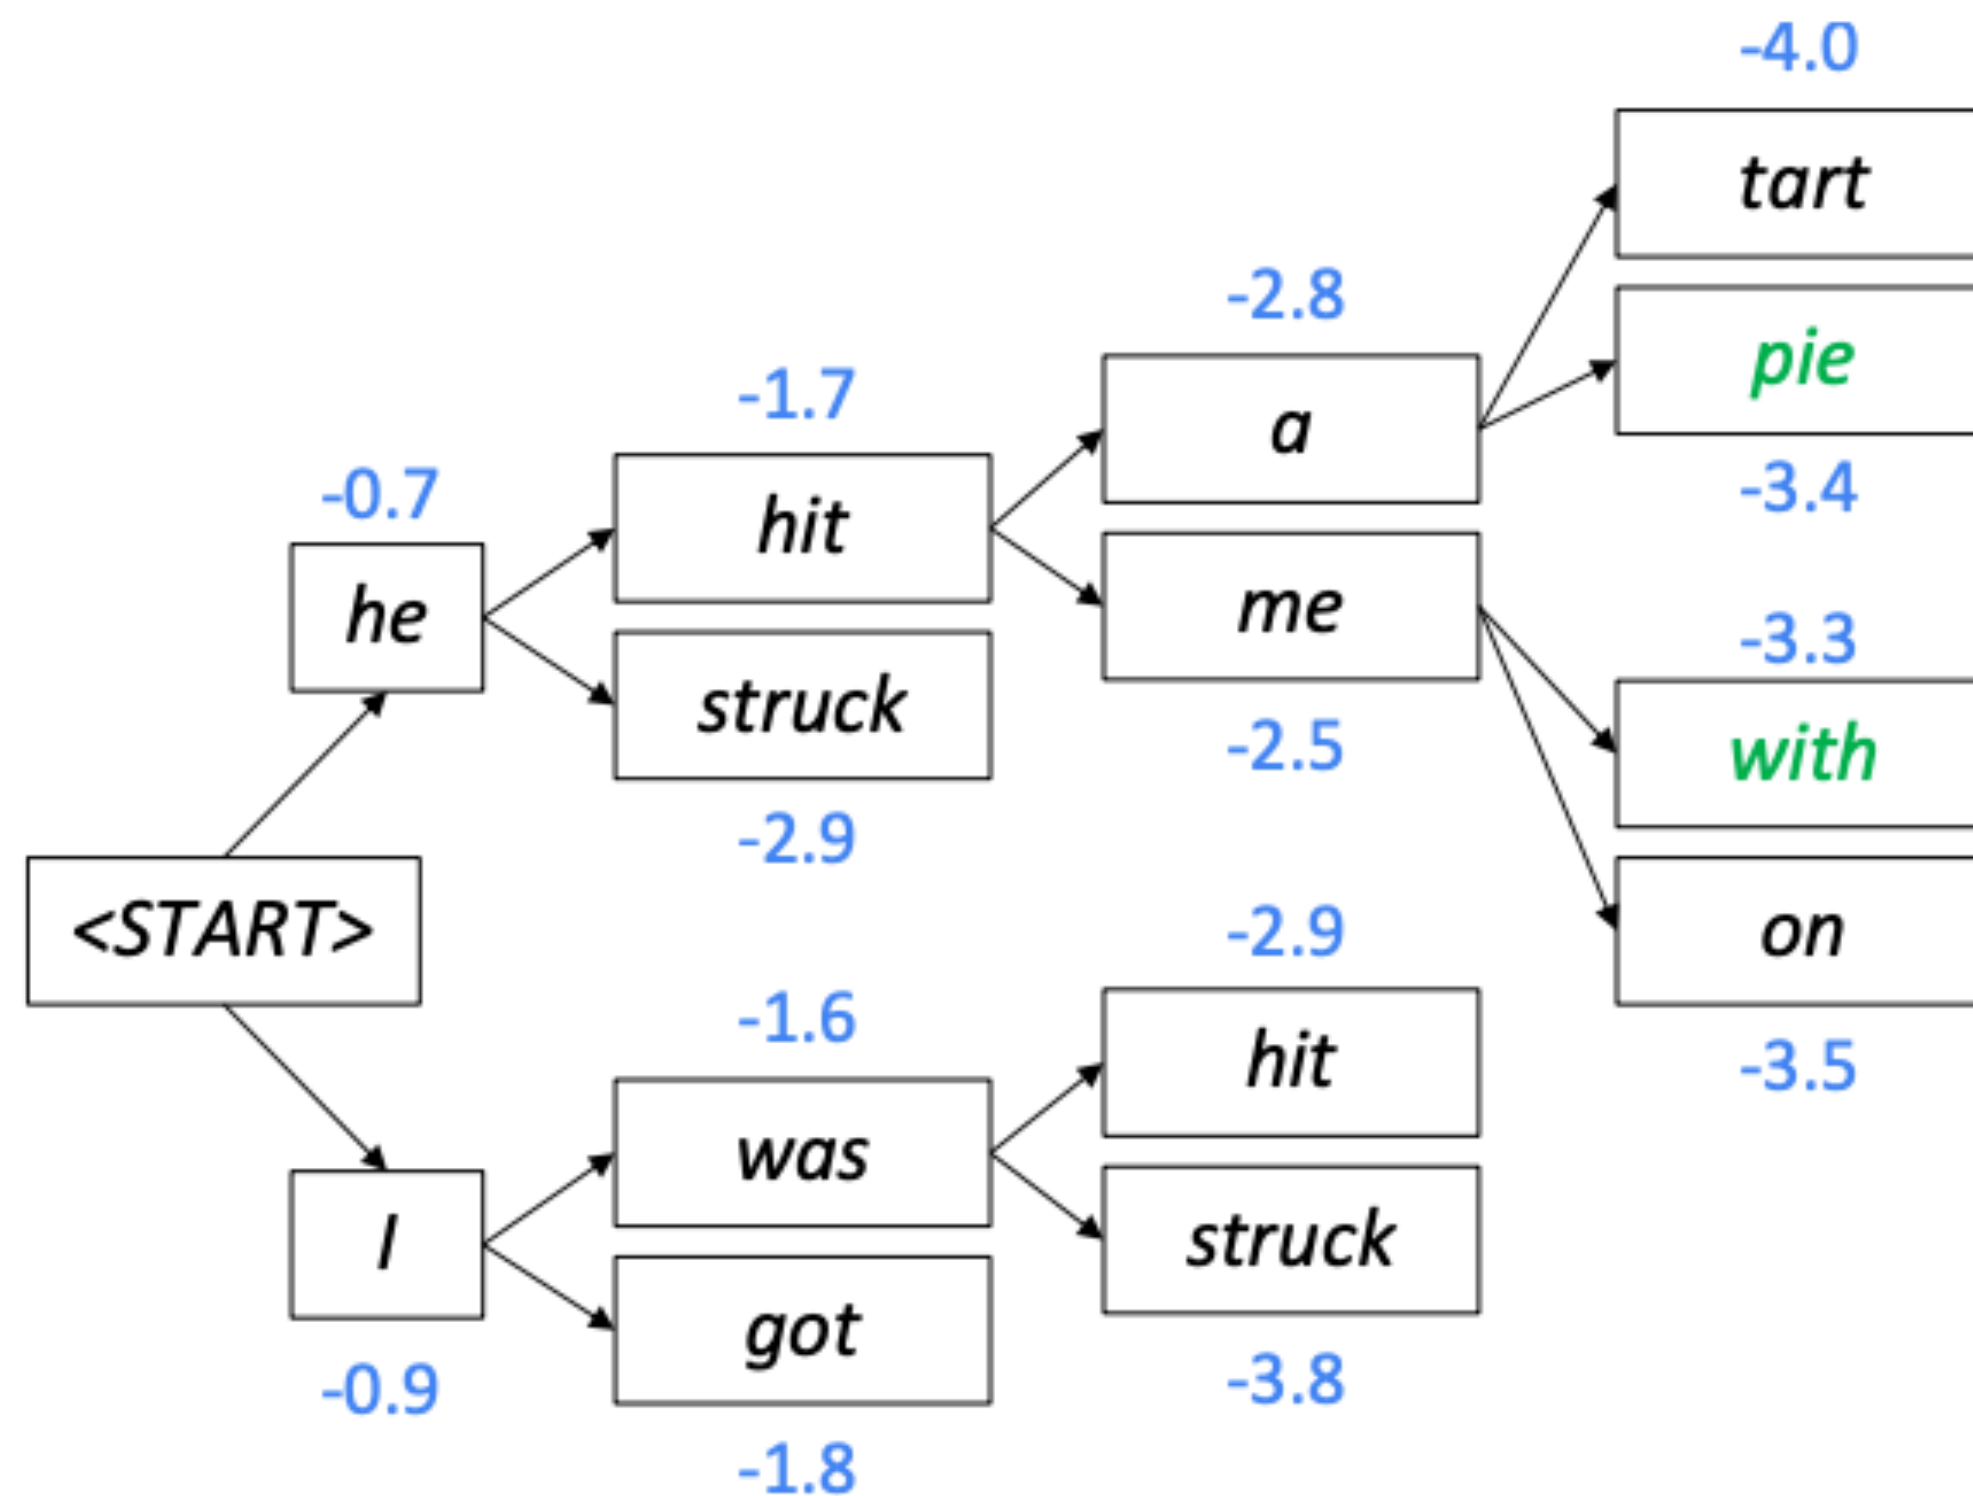 -4.0
tart
pie
-3.4
-2.8
a
me
-2.5
-3.3
with
on
-3.5
-1.7
hit
struck
-2.9
-0.7
he
<START>
I
-0.9
-1.6
was
got
-1.8
-2.9
hit
struck
-3.8